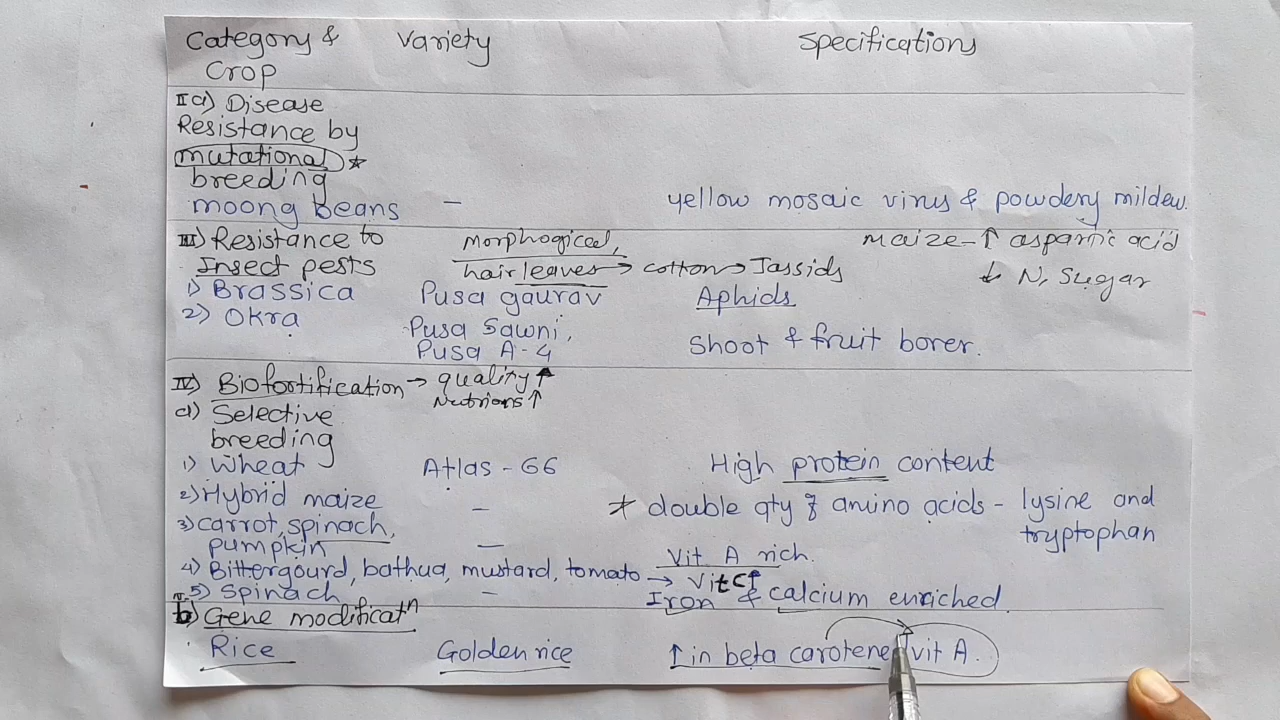 Category & Variety Specifications
Crop
II a) Disease
Resistance by
mutational *
breeding
moong beans - yellow mosaic virus & powdery mildew.
III) Resistance to morphogical, maize - ↑ aspartic acid
Insect pests hair leaves → cotton → Jassids ↓ N, Sugar
1) Brassica Pusa gaurav Aphids
2) Okra Pusa Sawni, Shoot & fruit borer.
Pusa A-4
IV) Biofortification → quality ↑
Nutrions ↑
a) Selective
breeding
1) Wheat Atlas - 66 High protein content
2) Hybrid maize - * double qty of amino acids - lysine and
tryptophan
3) carrot, spinach,
pumpkin - Vit A rich.
4) Bittergourd, bathua, mustard, tomato → Vit C↑
5) Spinach - Iron & calcium enriched.
b) Gene modificatn
Rice Golden rice ↑ in beta carotene vit A.